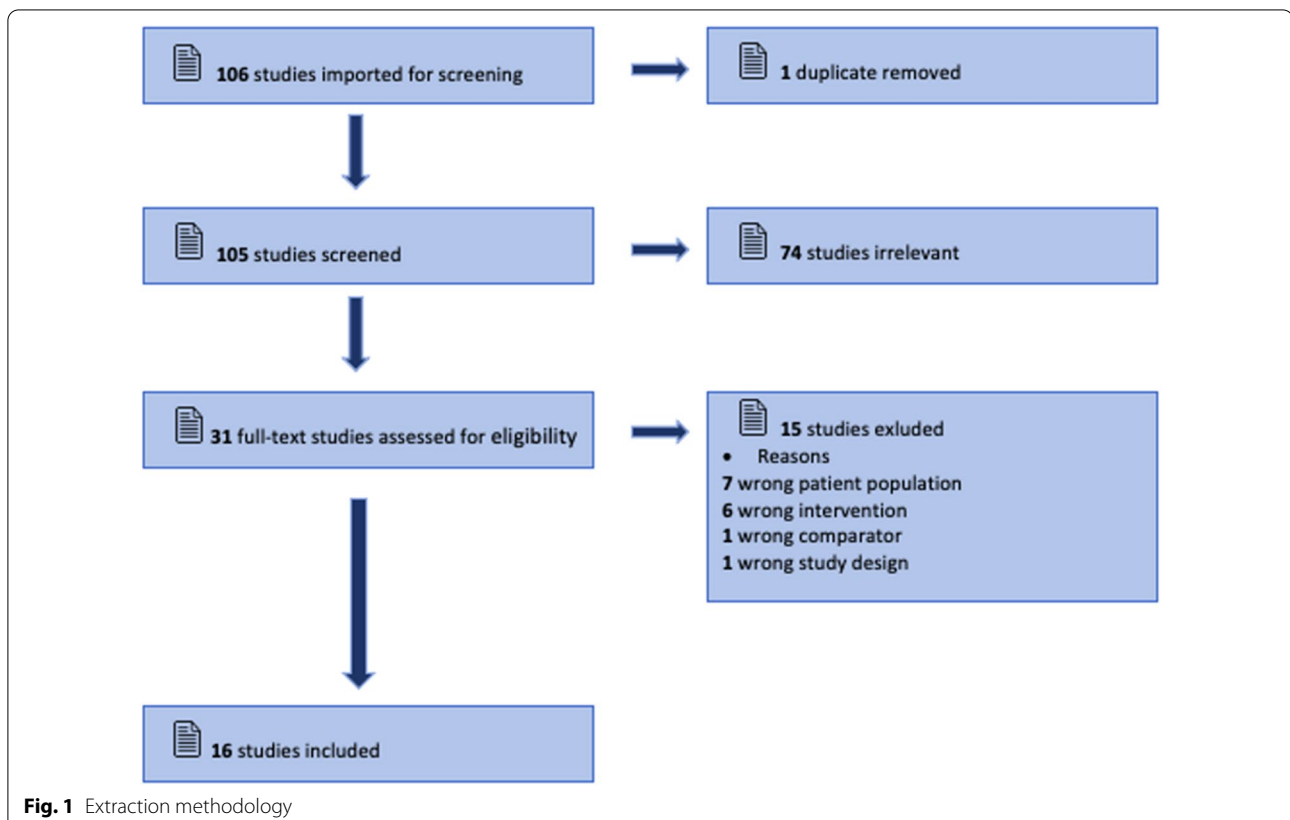 106 studies imported for screening
1 duplicate removed
105 studies screened
74 studies irrelevant
31 full-text studies assessed for eligibility
15 studies exluded
• Reasons
7 wrong patient population
6 wrong intervention
1 wrong comparator
1 wrong study design
16 studies included
Fig. 1 Extraction methodology